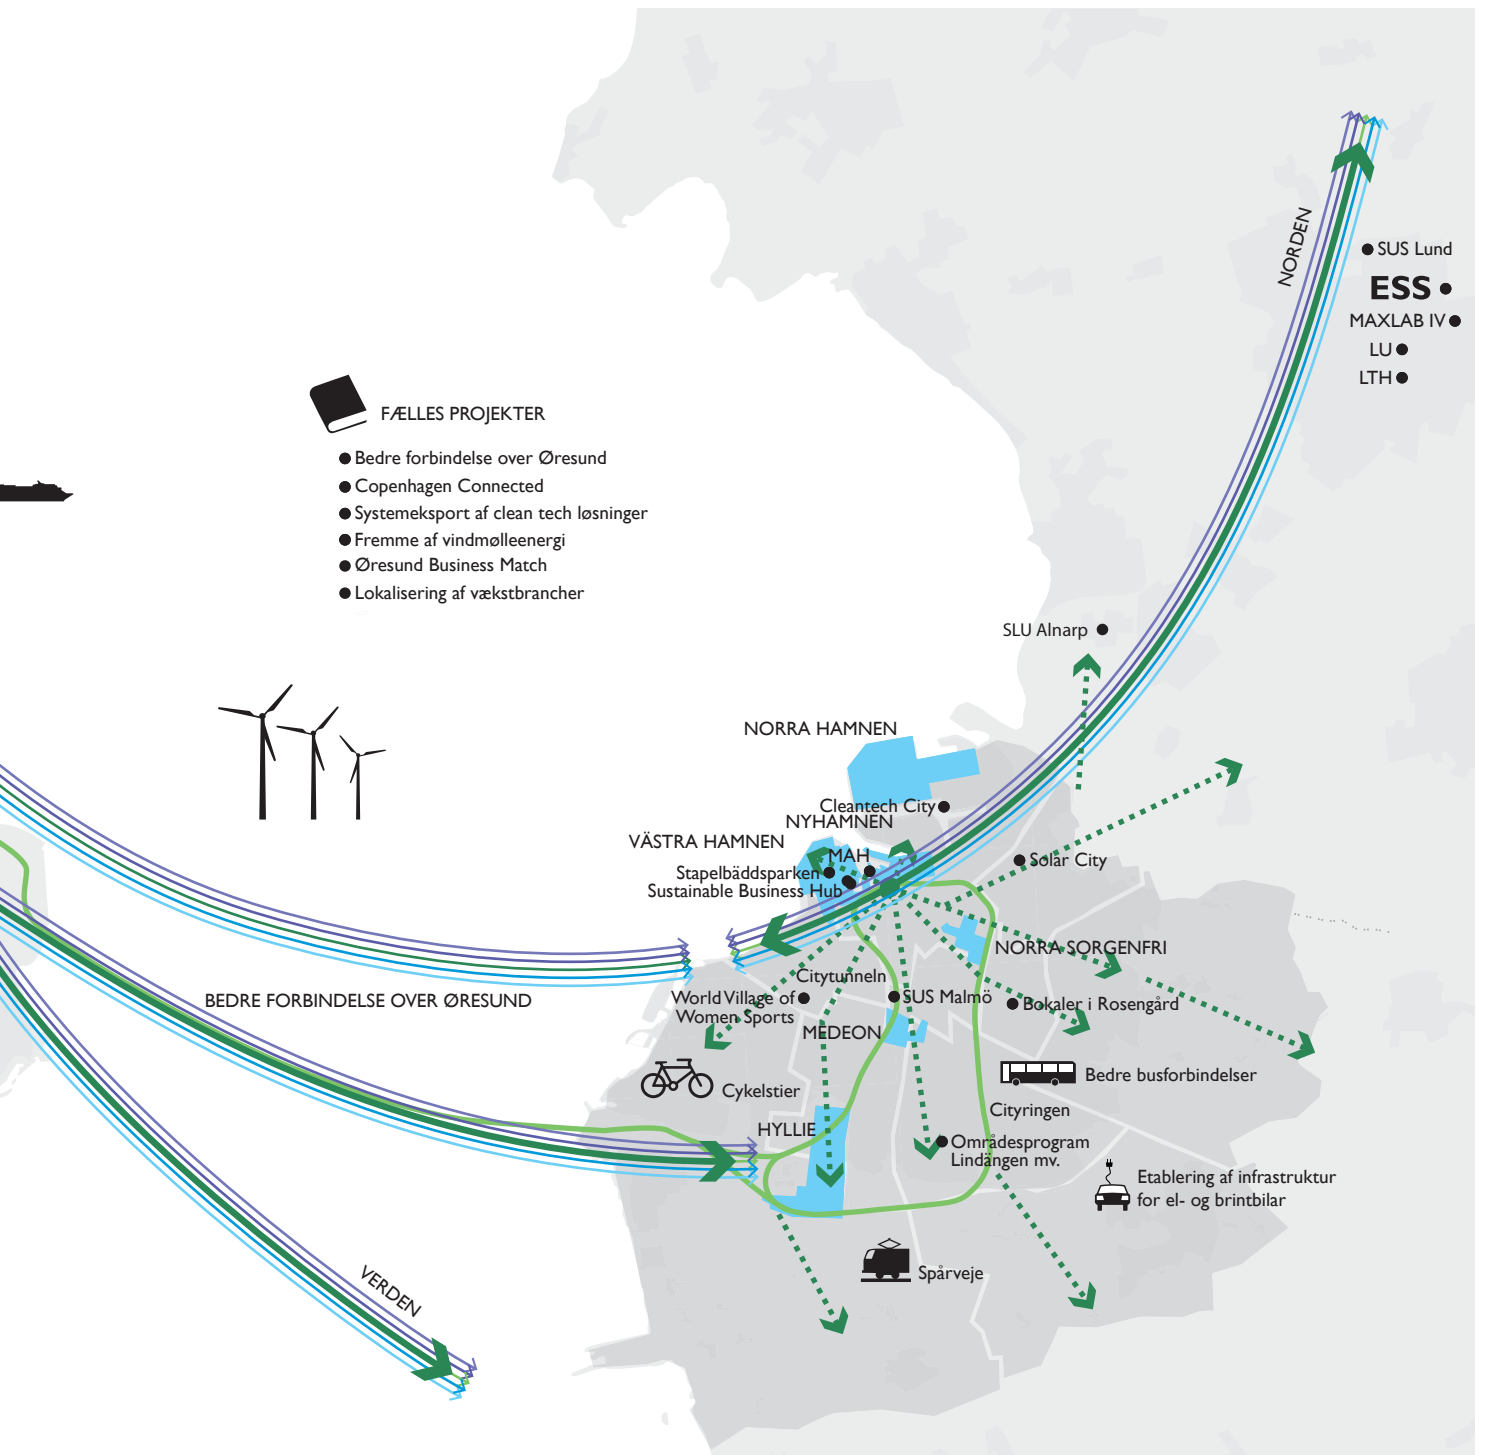 NORDEN
SUS Lund
ESS
MAXLAB IV
LU
LTH
FÆLLES PROJEKTER
Bedre forbindelse over Øresund
Copenhagen Connected
Systemeksport af clean tech løsninger
Fremme af vindmølleenergi
Øresund Business Match
Lokalisering af vækstbrancher
SLU Alnarp
NORRA HAMNEN
Cleantech City
NYHAMNEN
VÄSTRA HAMNEN
MAH
Solar City
Stapelbäddsparken
Sustainable Business Hub
NORRA SORGENFRI
Citytunneln
BEDRE FORBINDELSE OVER ØRESUND
World Village of
Women Sports
SUS Malmö
Bokaler i Rosengård
MEDEON
Bedre busforbindelser
Cykelstier
Cityringen
HYLLIE
Områdesprogram
Lindängen mv.
Etablering af infrastruktur
for el- og brintbilar
Spårveje
VERDEN